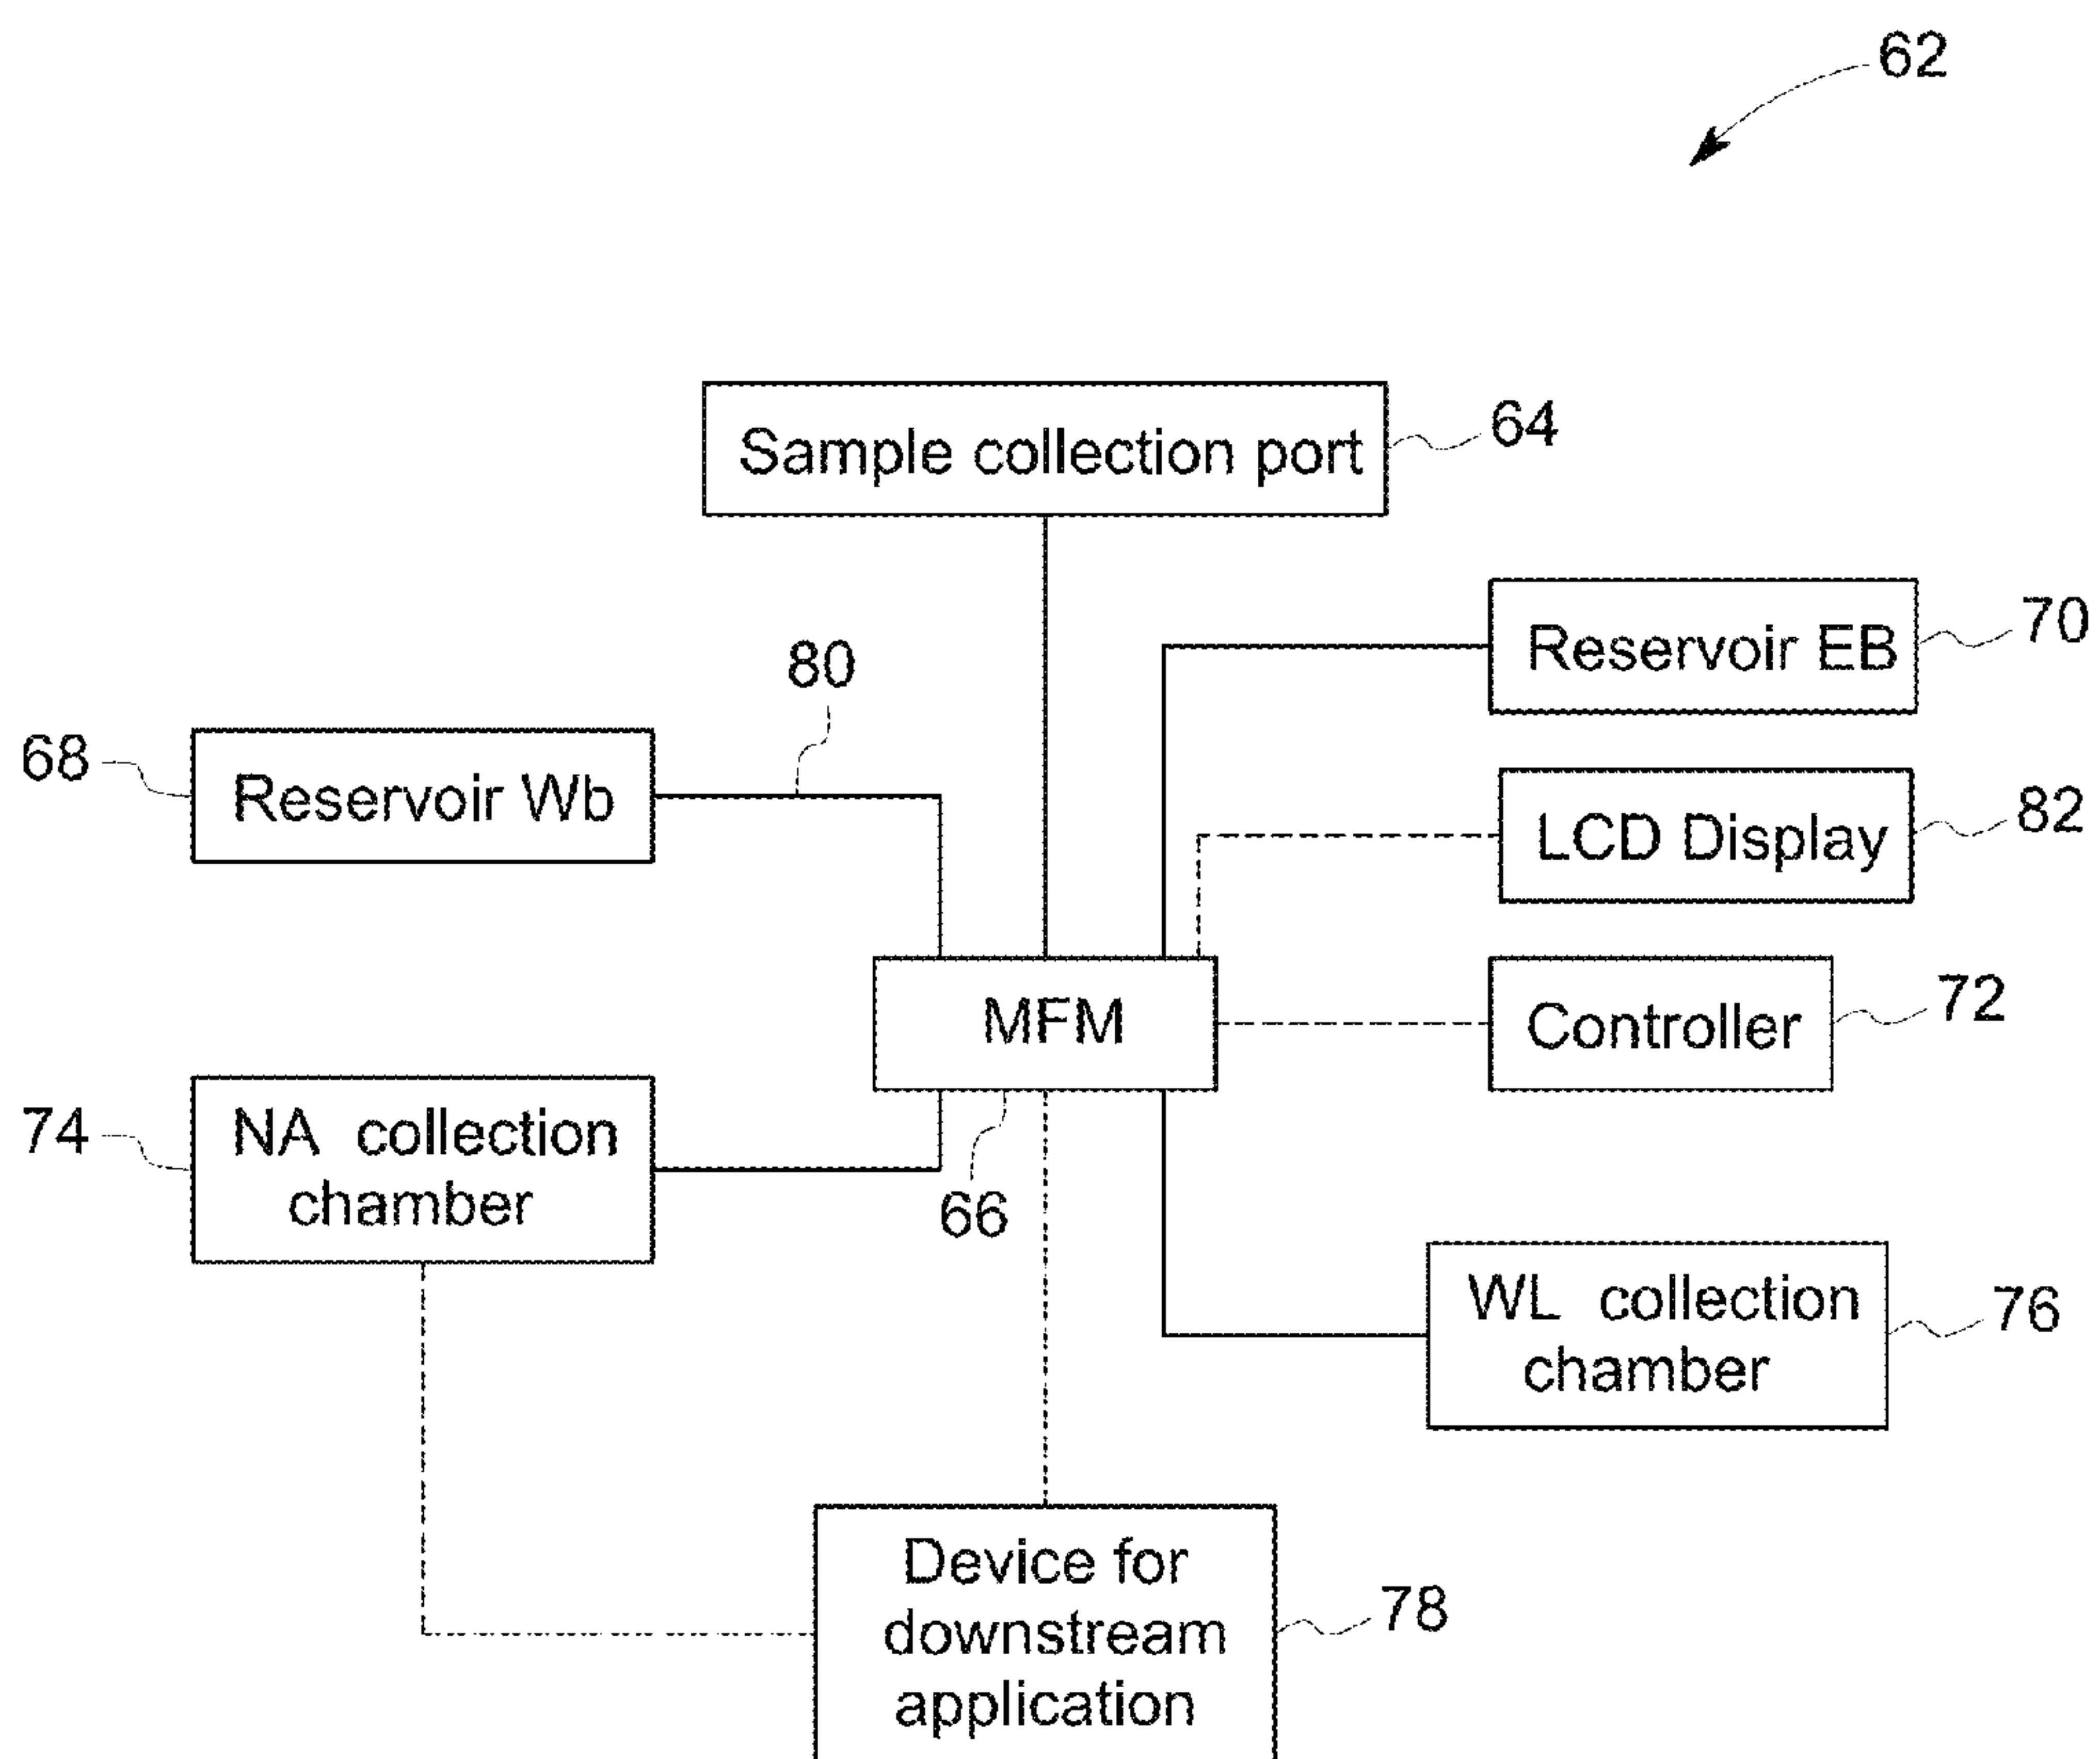 62
Sample collection port
64
Reservoir EB
70
80
68
Reservoir Wb
LCD Display
82
MFM
Controller
72
74
NA collection
chamber
66
WL collection
chamber
76
Device for
downstream
application
78